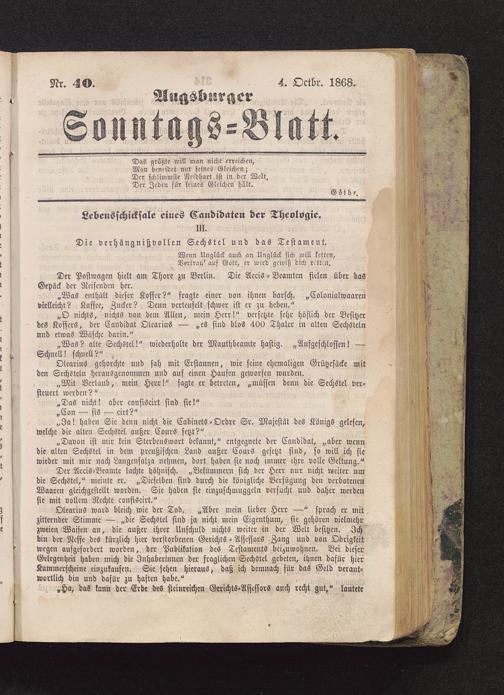 Nr. 40.
4. Octbr. 1868.
Augsburger
Sonntags=Blatt.
Das größte will man nicht erreichen,
Man beneidet nur seines Gleichen;
Der schlimmste Neidhart ist in der Welt,
Der Jeden für seines Gleichen hält.
Göthe.
Lebensschicksale eines Candidaten der Theologie.
III.
Die verhängnißvollen Sechstel und das Testament.
Wenn Unglück auch an Unglück sich will ketten,
Vertrau' auf Gott, er wird gewiß dich retten.
Der Postwagen hielt am Thore zu Berlin. Die Accis=Beamten fielen über das
Gepäck der Reisenden her.
„Was enthält dieser Koffer?“ fragte einer von ihnen barsch. „Colonialwaaren
vielleicht? Kaffee, Zucker? Denn verteufelt schwer ist er zu heben.“
„O nichts, nichts von dem Allen, mein Herr!“ versetzte sehr höflich der Besitzer
des Koffers, der Candidat Olearius — „es sind blos 400 Thaler in alten Sechsteln
und etwas Wäsche darin.“
„Was? alte Sechstel!“ wiederholte der Mauthbeamte hastig. „Aufgeschlossen! —
Schnell! schnell?“
Olearius gehorchte und sah mit Erstaunen, wie seine ehemaligen Grützesäcke mit
den Sechsteln herausgenommen und auf einen Haufen geworfen wurden.
„Mit Verlaub, mein Herr!“ sagte er betreten, „müssen denn die Sechstel ver=
steuert werden?“
„Das nicht! aber confiscirt sind sie!“
„Con — fis — cirt?“
„Ja! haben Sie denn nicht die Cabinets=Ordre Sr. Majestät des Königs gelesen,
welche die alten Sechstel außer Cours setzt?“
„Davon ist mir kein Sterbenswort bekannt,“ entgegnete der Candidat, „aber wenn
die alten Sechstel in dem preußischen Land außer Cours gesetzt sind, so will ich sie
wieder mit mir nach Langensalza nehmen, dort haben sie noch immer ihre volle Geltung.“
Der Accis=Beamte lachte höhnisch. „Bekümmern sich der Herr nur nicht weiter um
die Sechstel,“ meinte er. „Dieselben sind durch die königliche Verfügung den verbotenen
Waaren gleichgestellt worden. Sie haben sie einzuschmuggeln versucht und daher werden
sie mit vollem Rechte confiscirt.“
Olearius ward bleich wie der Tod. „Aber mein lieber Herr —“ sprach er mit
zitternder Stimme — „die Sechstel sind ja nicht mein Eigenthum, sie gehören vielmehr
zweien Waisen an, die außer ihrer Unschuld nichts weiter in der Welt besitzen. Ich
bin der Neffe des kürzlich hier verstorbenen Gerichts=Assessors Zang und von Obrigkeit
wegen aufgefordert worden, der Publikation des Testaments beizuwohnen. Bei dieser
Gelegenheit haben mich die Inhaberinnen der fraglichen Sechstel gebeten, ihnen dafür hier
Kammerscheine einzukaufen. Sie sehen hieraus, daß ich demnach für das Geld verant=
wortlich bin und dafür zu haften habe.“
„Ha, das kann der Erbe des steinreichen Gerichts=Assessors auch recht gut,“ lautete